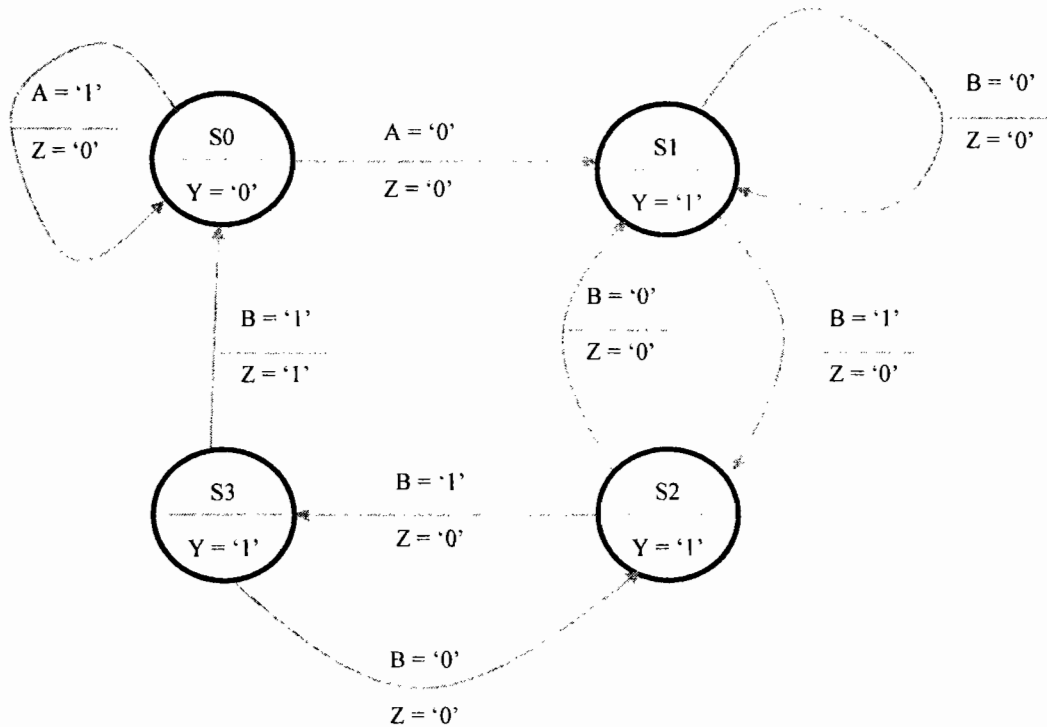 A = ‘1’
Z = ‘0’
S0
Y = ‘0’
A = ‘0’
Z = ‘0’
S1
Y = ‘1’
B = ‘0’
Z = ‘0’
B = ‘1’
Z = ‘1’
B = ‘0’
Z = ‘0’
B = ‘1’
Z = ‘0’
S3
Y = ‘1’
B = ‘1’
Z = ‘0’
S2
Y = ‘1’
B = ‘0’
Z = ‘0’